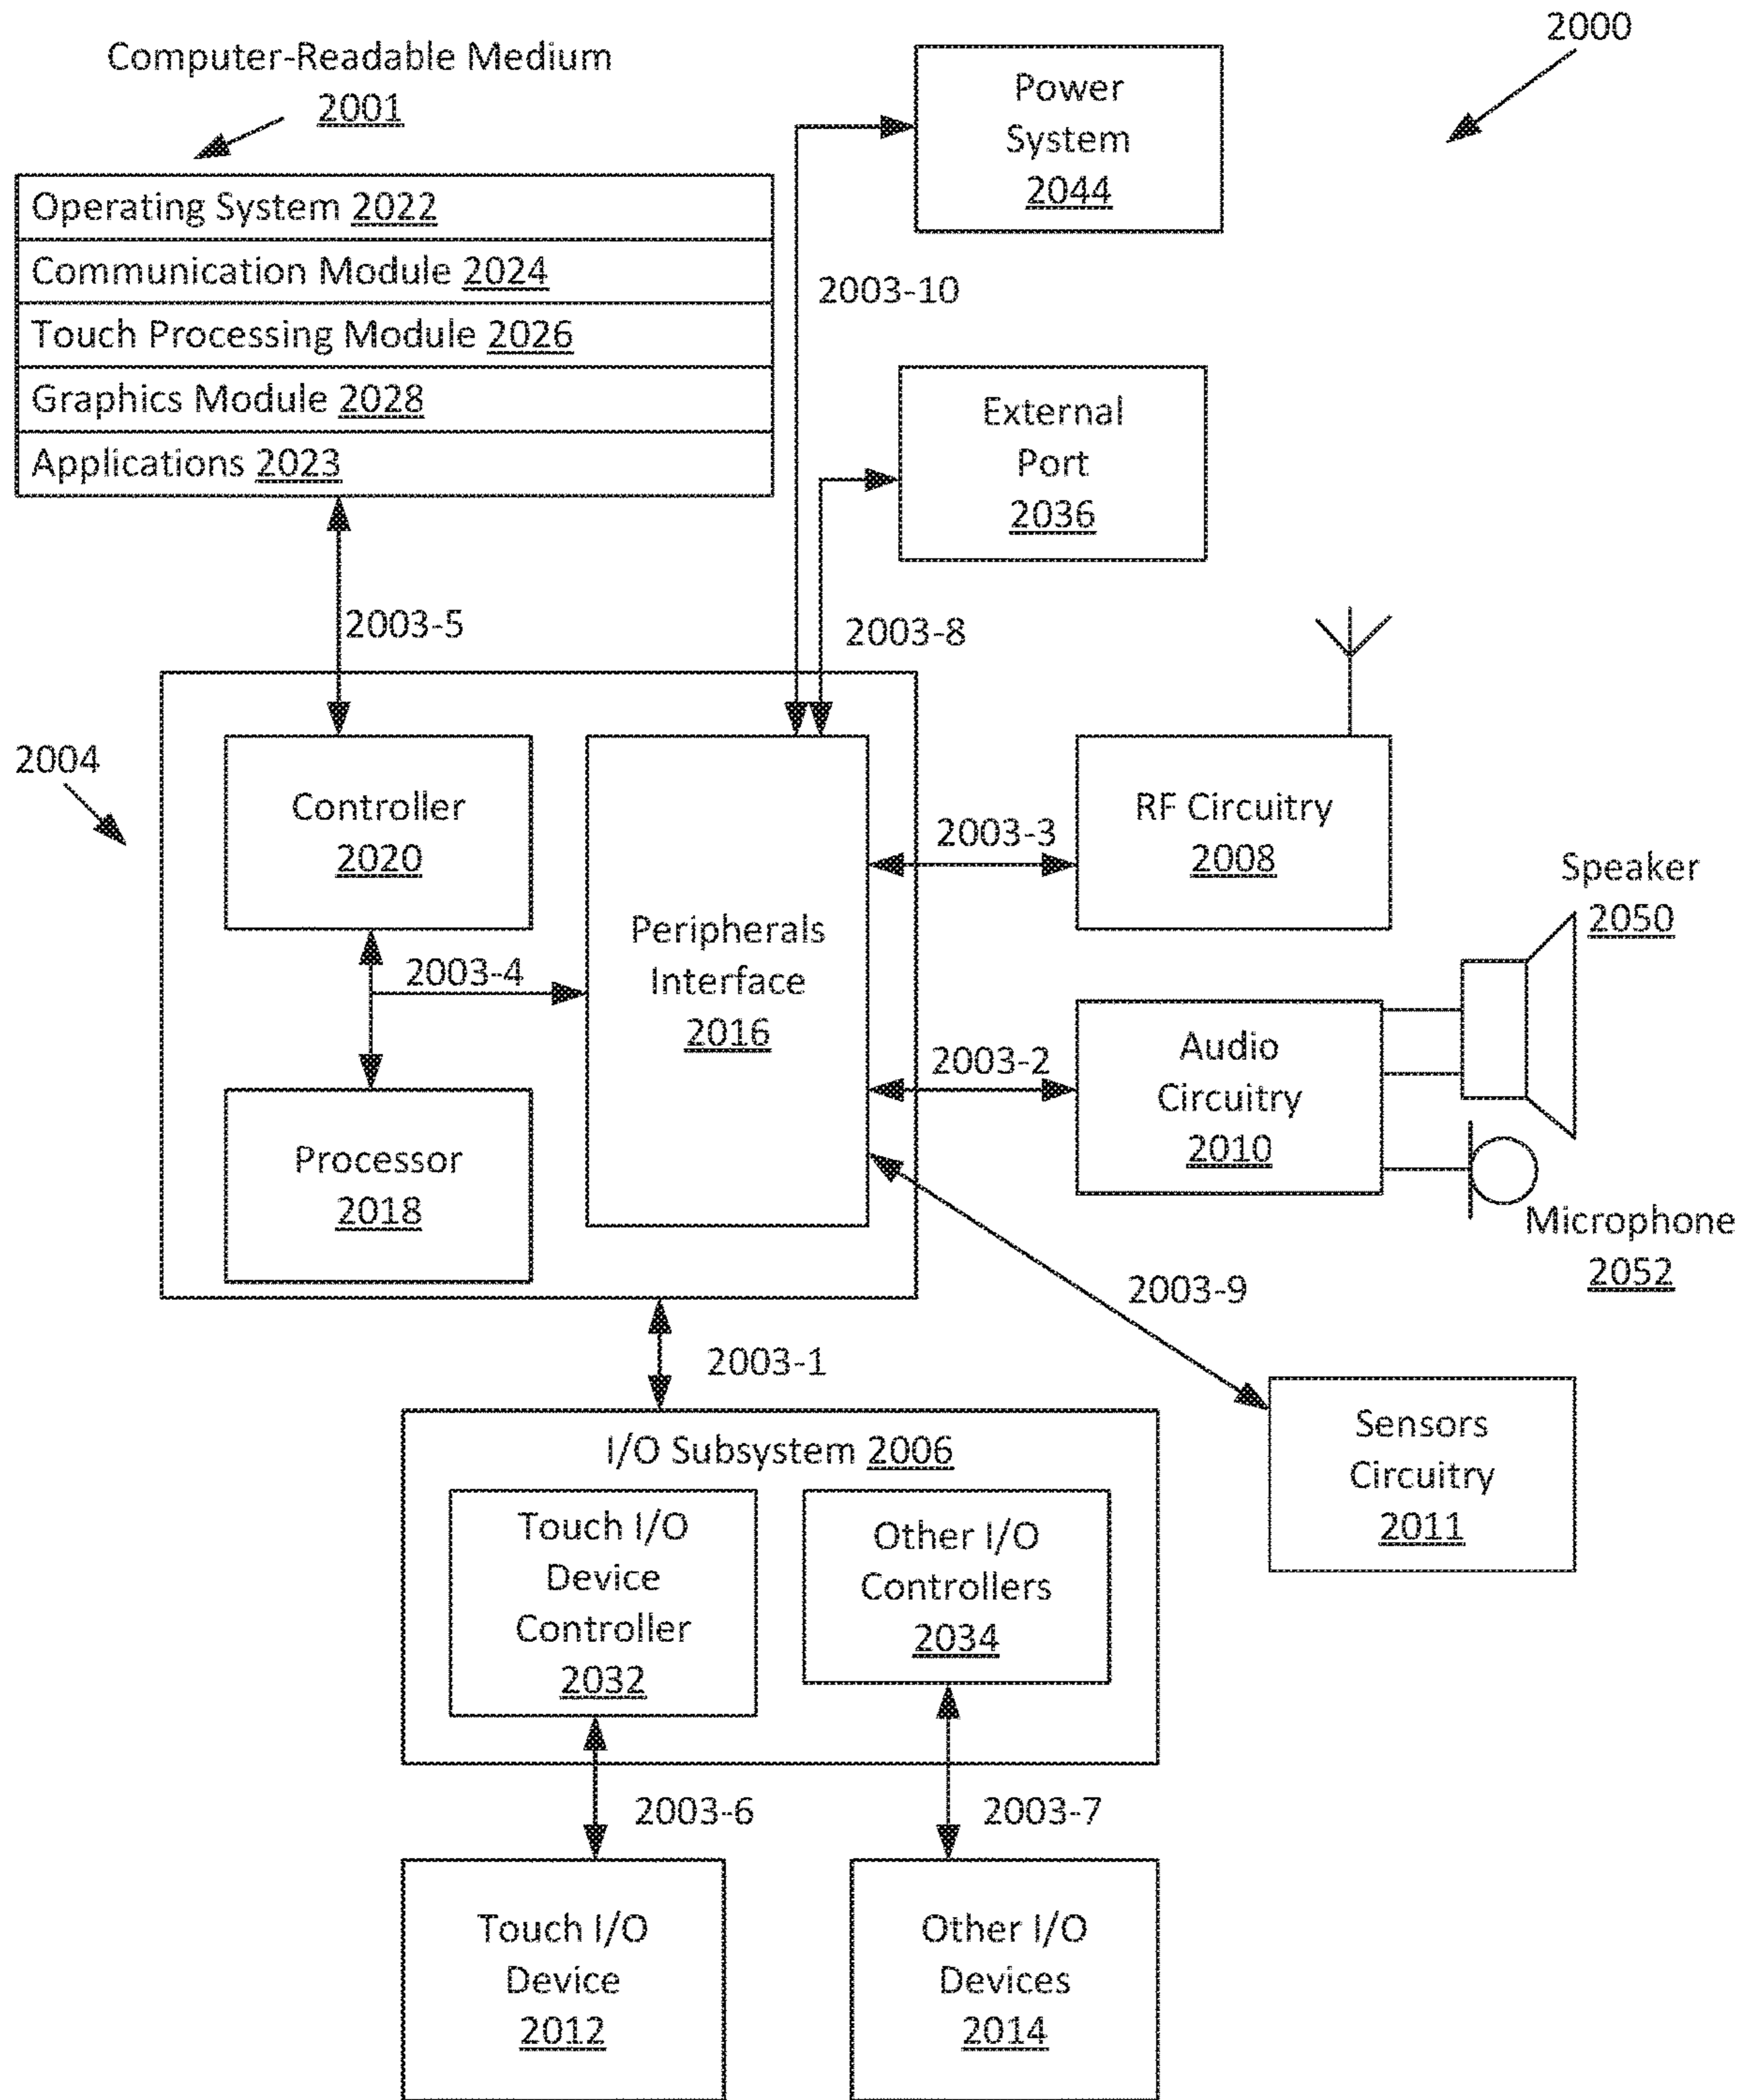 2000
Computer-Readable Medium
2001
Power
System
2044
Operating System 2022
Communication Module 2024
Touch Processing Module 2026
Graphics Module 2028
Applications 2023
2003-10
External
Port
2036
2003-5
2003-8
2004
Controller
2020
Peripherals
Interface
2016
2003-4
Processor
2018
2003-3
RF Circuitry
2008
Speaker
2050
2003-2
Audio
Circuitry
2010
Microphone
2052
2003-9
2003-1
Sensors
Circuitry
2011
I/O Subsystem 2006
Touch I/O
Device
Controller
2032
Other I/O
Controllers
2034
2003-6
2003-7
Touch I/O
Device
2012
Other I/O
Devices
2014